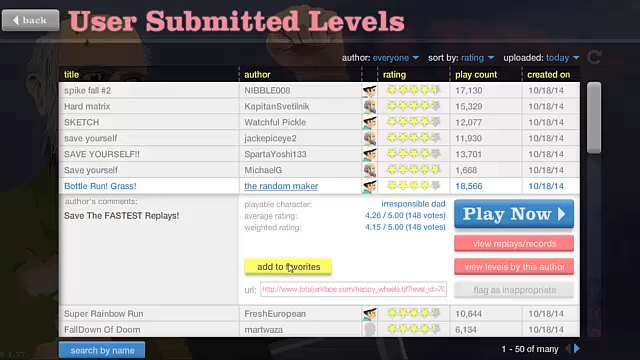 back
User Submitted Levels
author: everyone sort by: rating uploaded: today
title author rating play count created on
spike fall #2 NIBBLE008 17,130 10/18/14
Hard matrix KapitanSvetilnik 15,329 10/18/14
SKETCH Watchful Pickle 12,077 10/18/14
save yourself jackepiceye2 11,930 10/18/14
SAVE YOURSELF!! SpartaYoshi133 13,701 10/18/14
Save yourself MichaelG 1,668 10/18/14
Bottle Run! Grass! the random maker 18,566 10/18/14
author's comments:
Save The FASTEST Replays!
playable character: irresponsible dad
average rating: 4.26 / 5.00 (148 votes)
weighted rating: 4.15 / 5.00 (148 votes)
Play Now
view replays/records
add to favorites
view levels by this author
url: http://www.totaljerkface.com/happy_wheels.tjf?level_id=70
flag as inappropriate
Super Rainbow Run FreshEuropean 10,644 10/18/14
FallDown Of Doom martwaza 6,134 10/18/14
search by name
1 - 50 of many